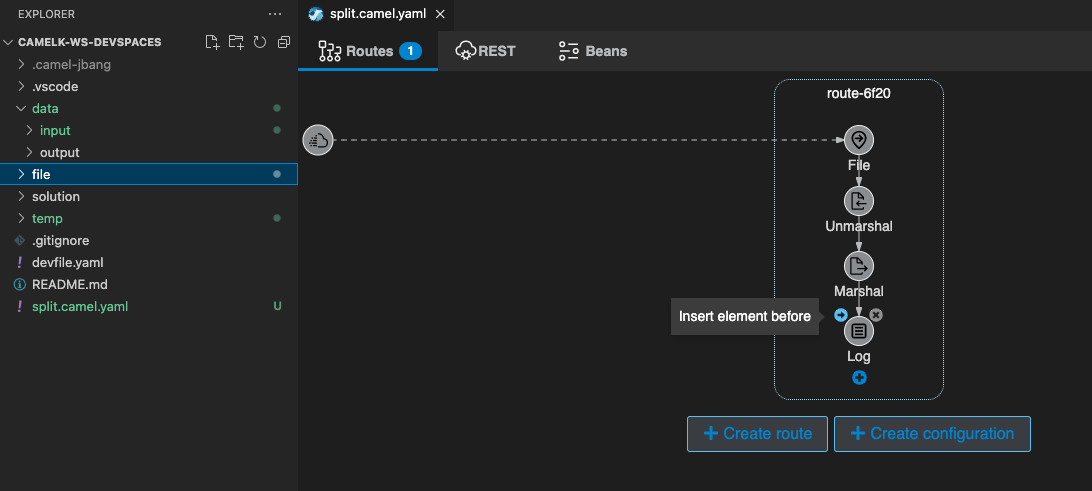 EXPLORER
split.camel.yaml
CAMELK-WS-DEVSPACES
.camel-jbang
.vscode
data
input
output
file
solution
temp
.gitignore
! devfile.yaml
README.md
! split.camel.yaml U
Routes 1
REST
Beans
route-6f20
File
Unmarshal
Marshal
Insert element before
Log
+ Create route
+ Create configuration